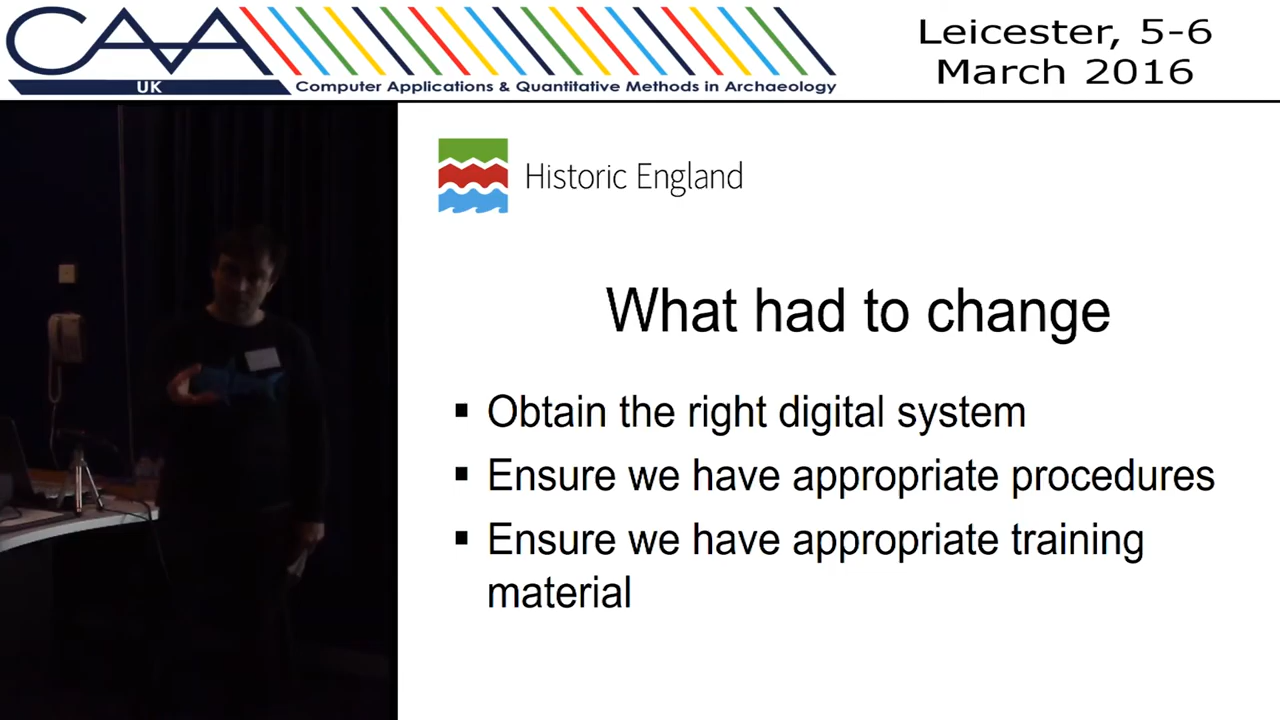 CAA
UK
Computer Applications & Quantitative Methods in Archaeology
Leicester, 5-6
March 2016
Historic England
What had to change
▪ Obtain the right digital system
▪ Ensure we have appropriate procedures
▪ Ensure we have appropriate training
material